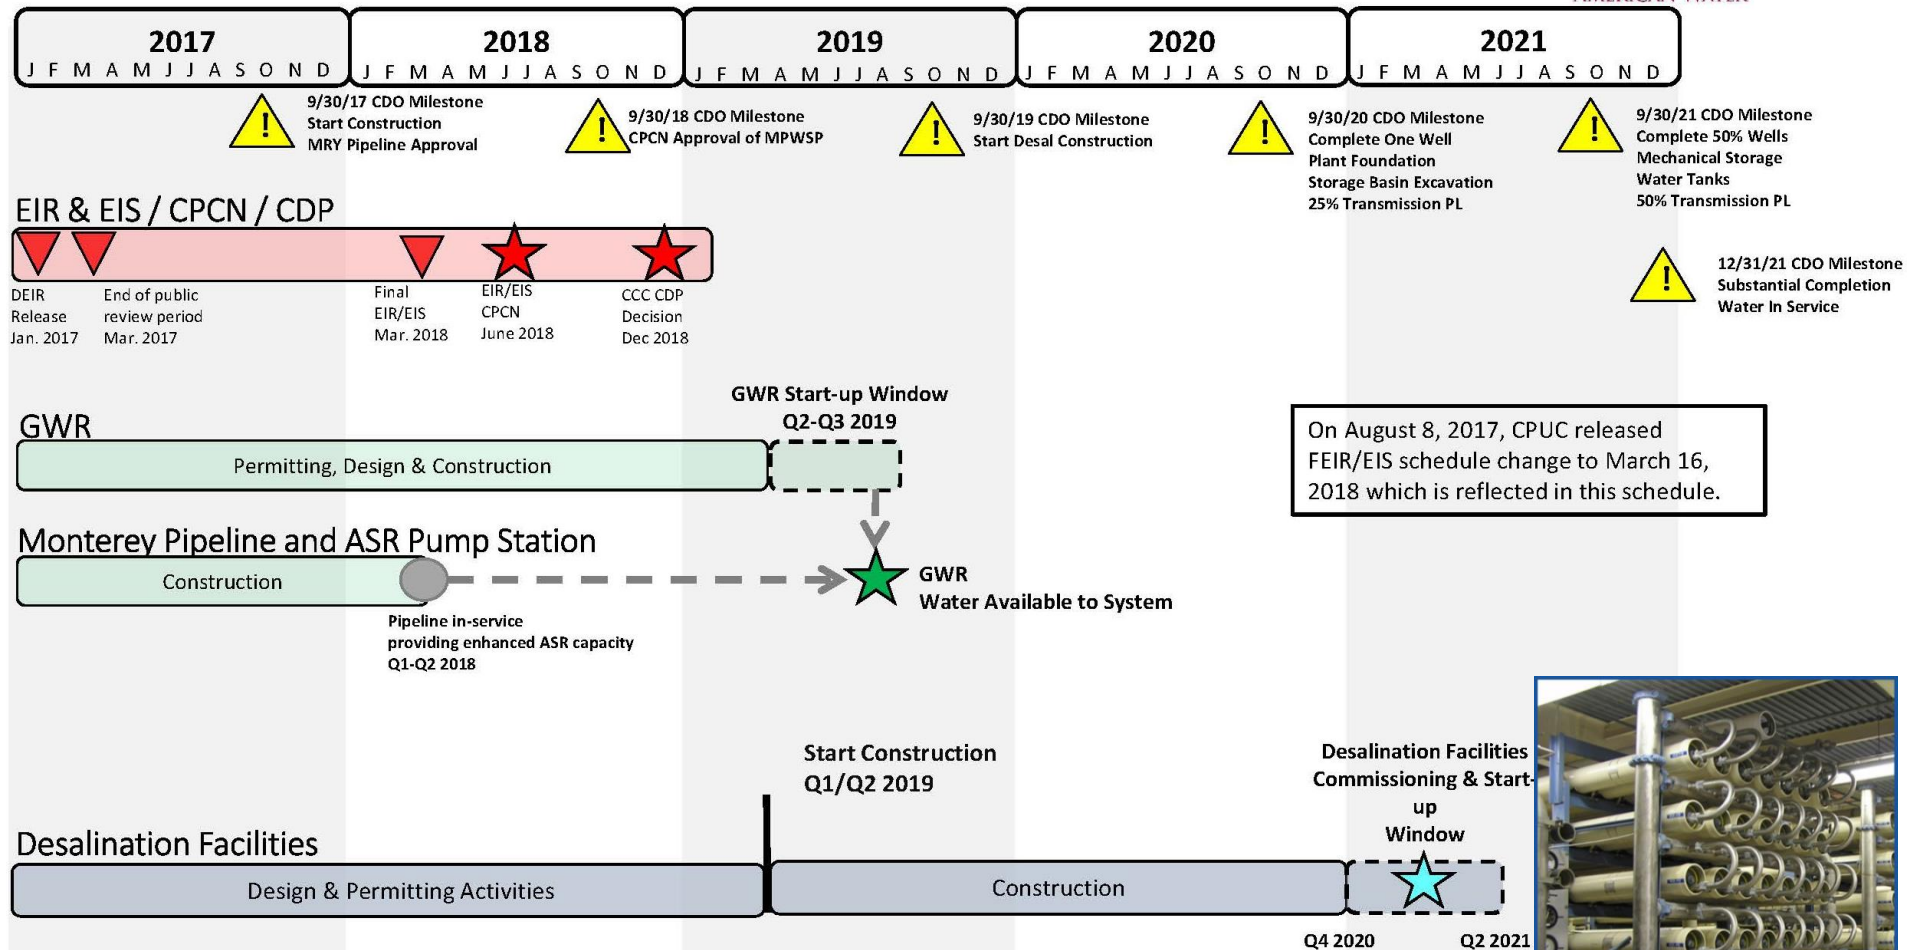 AMERICAN WATER
2017
J F M A M J J A S O N D
2018
J F M A M J J A S O N D
2019
J F M A M J J A S O N D
2020
J F M A M J J A S O N D
2021
J F M A M J J A S O N D
9/30/17 CDO Milestone
Start Construction
MRY Pipeline Approval
9/30/18 CDO Milestone
CPCN Approval of MPWSP
9/30/19 CDO Milestone
Start Desal Construction
9/30/20 CDO Milestone
Complete One Well
Plant Foundation
Storage Basin Excavation
25% Transmission PL
9/30/21 CDO Milestone
Complete 50% Wells
Mechanical Storage
Water Tanks
50% Transmission PL
12/31/21 CDO Milestone
Substantial Completion
Water In Service
EIR & EIS / CPCN / CDP
DEIR
Release
Jan. 2017
End of public
review period
Mar. 2017
Final
EIR/EIS
Mar. 2018
EIR/EIS
CPCN
June 2018
CCC CDP
Decision
Dec 2018
GWR
GWR Start-up Window
Q2-Q3 2019
Permitting, Design & Construction
On August 8, 2017, CPUC released
FEIR/EIS schedule change to March 16,
2018 which is reflected in this schedule.
Monterey Pipeline and ASR Pump Station
Construction
GWR
Water Available to System
Pipeline in-service
providing enhanced ASR capacity
Q1-Q2 2018
Start Construction
Q1/Q2 2019
Desalination Facilities
Commissioning & Start-
up
Window
Desalination Facilities
Design & Permitting Activities
Construction
Q4 2020
Q2 2021